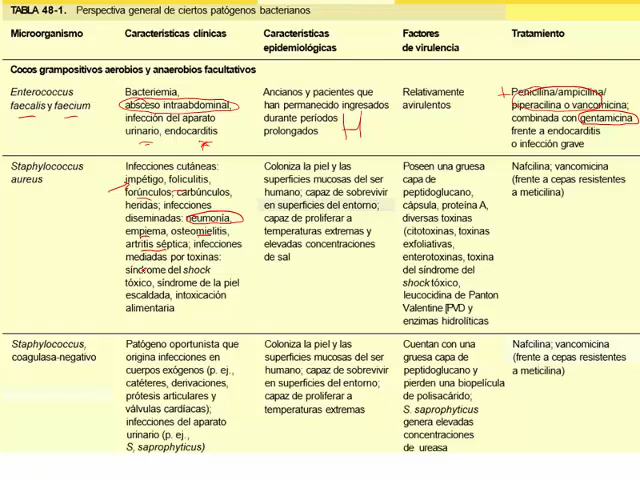 TABLA 48-1. Perspectiva general de ciertos patógenos bacterianos
Microorganismo
Características clínicas
Características
epidemiológicas
Factores
de virulencia
Tratamiento
Cocos grampositivos aerobios y anaerobios facultativos
Enterococcus
faecalis y faecium
Bacteriemia,
absceso intraabdominal,
infección del aparato
urinario, endocarditis
Ancianos y pacientes que
han permanecido ingresados
durante períodos
prolongados
H
Relativamente
avirulentos
+
Penicilina/ampicilina/
piperacilina o vancomicina;
combinada con gentamicina
frente a endocarditis
o infección grave
Staphylococcus
aureus
Infecciones cutáneas:
impétigo, foliculitis,
forúnculos, carbúnculos,
heridas; infecciones
diseminadas: neumonía,
empiema, osteomielitis,
artritis séptica; infecciones
mediadas por toxinas:
síndrome del shock
tóxico, síndrome de la piel
escaldada, intoxicación
alimentaria
Coloniza la piel y las
superficies mucosas del ser
humano; capaz de sobrevivir
en superficies del entorno;
capaz de proliferar a
temperaturas extremas y
elevadas concentraciones
de sal
Poseen una gruesa
capa de
peptidoglucano,
cápsula, proteína A,
diversas toxinas
(citotoxinas, toxinas
exfoliativas,
enterotoxinas, toxina
del síndrome del
shock tóxico,
leucocidina de Panton
Valentine [PVD y
enzimas hidrolíticas
Nafcilina; vancomicina
(frente a cepas resistentes
a meticilina)
Staphylococcus,
coagulasa-negativo
Patógeno oportunista que
origina infecciones en
cuerpos exógenos (p. ej.,
catéteres, derivaciones,
prótesis articulares y
válvulas cardíacas);
infecciones del aparato
urinario (p. ej.,
S, saprophyticus)
Coloniza la piel y las
superficies mucosas del ser
humano; capaz de sobrevivir
en superficies del entorno;
capaz de proliferar a
temperaturas extremas
Cuentan con una
gruesa capa de
peptidoglucano y
pierden una biopelícula
de polisacárido;
S. saprophyticus
genera elevadas
concentraciones
de ureasa
Nafcilina; vancomicina
(frente a cepas resistentes
a meticilina)